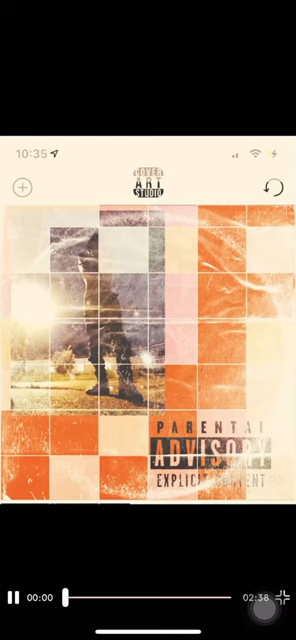 10:35
COVER
ART
STUDIO
PARENTAL
ADVISORY
EXPLICIT CONTENT
00:00
02:38